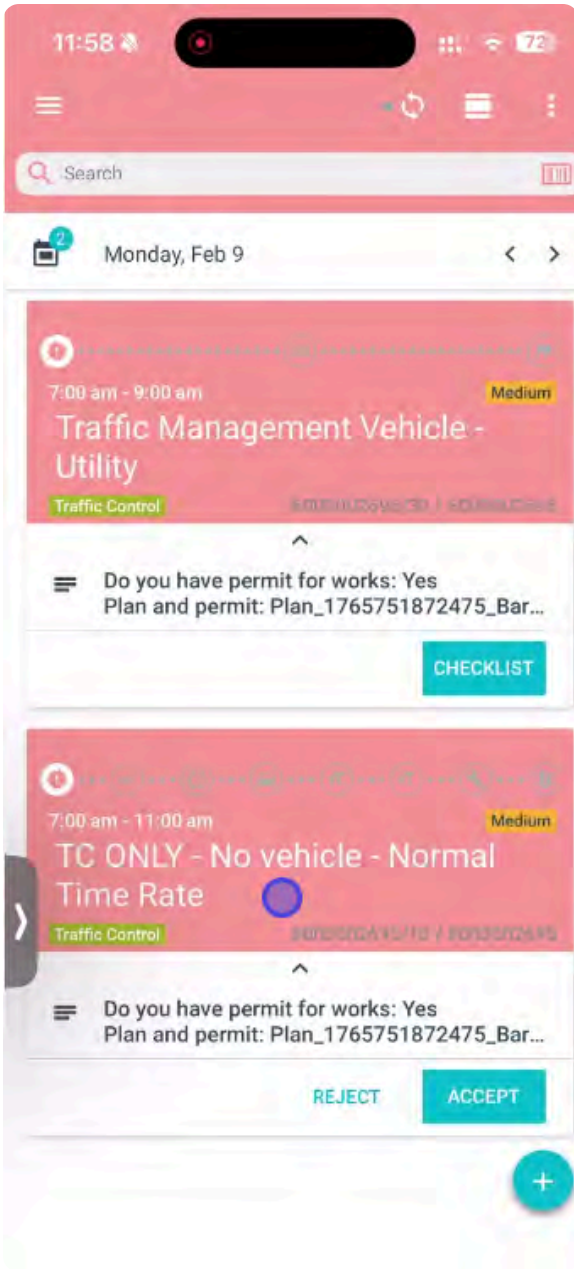 11:58
72
Search
2
Monday, Feb 9
7:00 am - 9:00 am
Medium
Traffic Management Vehicle -
Utility
Traffic Control
Do you have permit for works: Yes
Plan and permit: Plan_1765751872475_Bar...
CHECKLIST
7:00 am - 11:00 am
Medium
TC ONLY - No vehicle - Normal
Time Rate
Traffic Control
Do you have permit for works: Yes
Plan and permit: Plan_1765751872475_Bar...
REJECT
ACCEPT